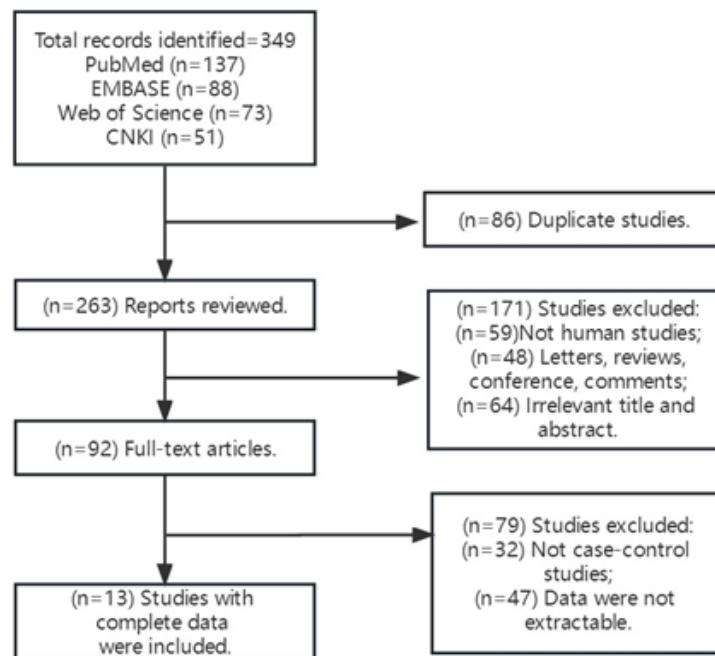 Total records identified=349
PubMed (n=137)
EMBASE (n=88)
Web of Science (n=73)
CNKI (n=51)
(n=86) Duplicate studies.
(n=263) Reports reviewed.
(n=171) Studies excluded:
(n=59)Not human studies;
(n=48) Letters, reviews,
conference, comments;
(n=64) Irrelevant title and
abstract.
(n=92) Full-text articles.
(n=79) Studies excluded:
(n=32) Not case-control
studies;
(n=47) Data were not
extractable.
(n=13) Studies with
complete data
were included.